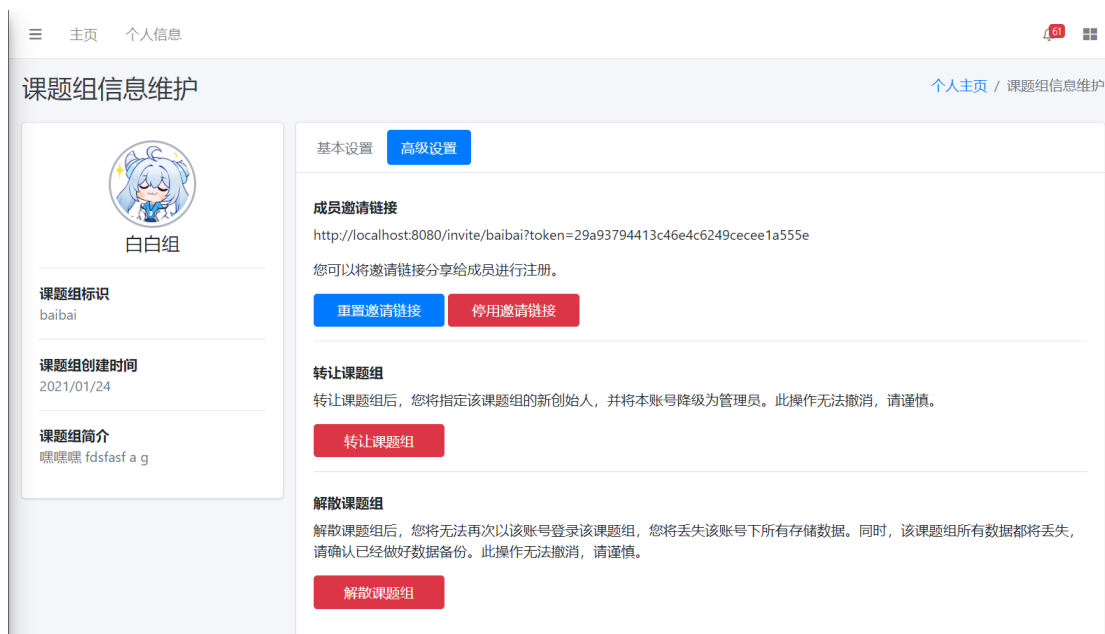 主页 个人信息 61
课题组信息维护
个人主页 / 课题组信息维护
白白组
课题组标识
baibai
课题组创建时间
2021/01/24
课题组简介
嘿嘿嘿 fdsfasf a g
基本设置 高级设置
成员邀请链接
http://localhost:8080/invite/baibai?token=29a93794413c46e4c6249cecee1a555e
您可以将邀请链接分享给成员进行注册。
重置邀请链接 停用邀请链接
转让课题组
转让课题组后，您将指定该课题组的新创始人，并将本账号降级为管理员。此操作无法撤消，请谨慎。
转让课题组
解散课题组
解散课题组后，您将无法再次以该账号登录该课题组，您将丢失该账号下所有存储数据。同时，该课题组所有数据都将丢失，
请确认已经做好数据备份。此操作无法撤消，请谨慎。
解散课题组